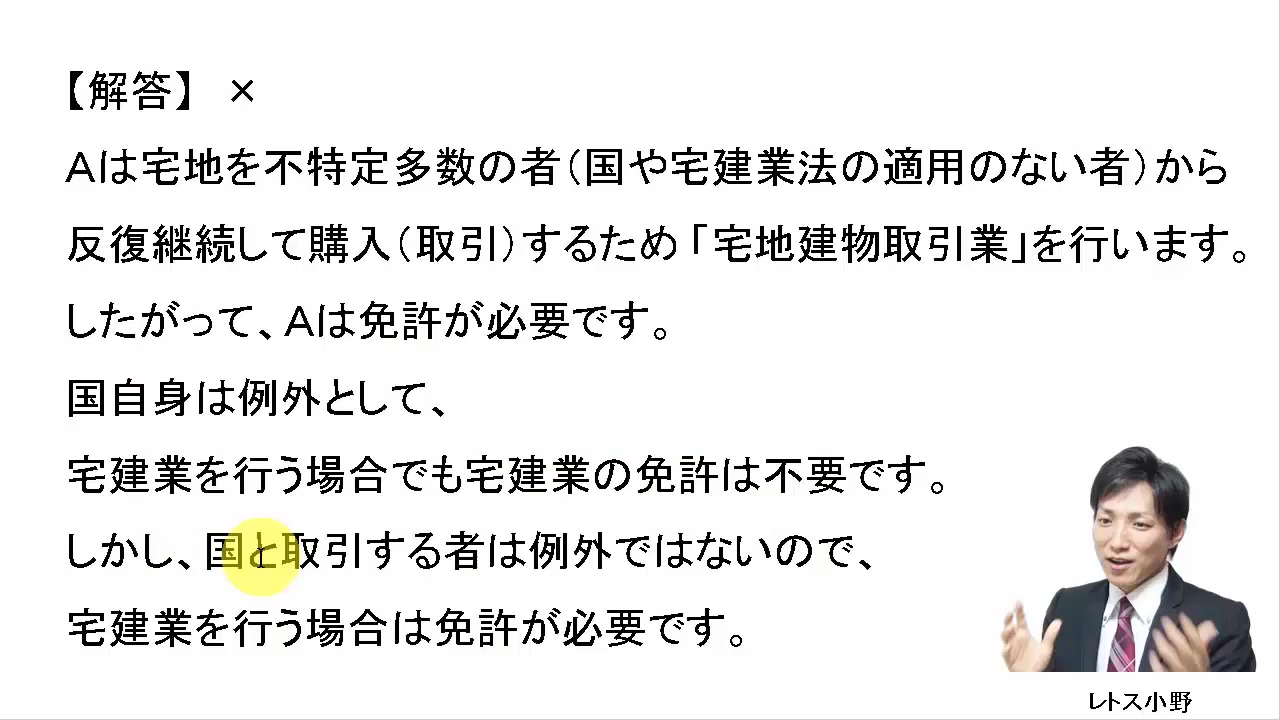 【解答】 ×
Aは宅地を不特定多数の者（国や宅建業法の適用のない者）から
反復継続して購入（取引）するため「宅地建物取引業」を行います。
したがって、Aは免許が必要です。
国自身は例外として、
宅建業を行う場合でも宅建業の免許は不要です。
しかし、国と取引する者は例外ではないので、
宅建業を行う場合は免許が必要です。
レトス小野